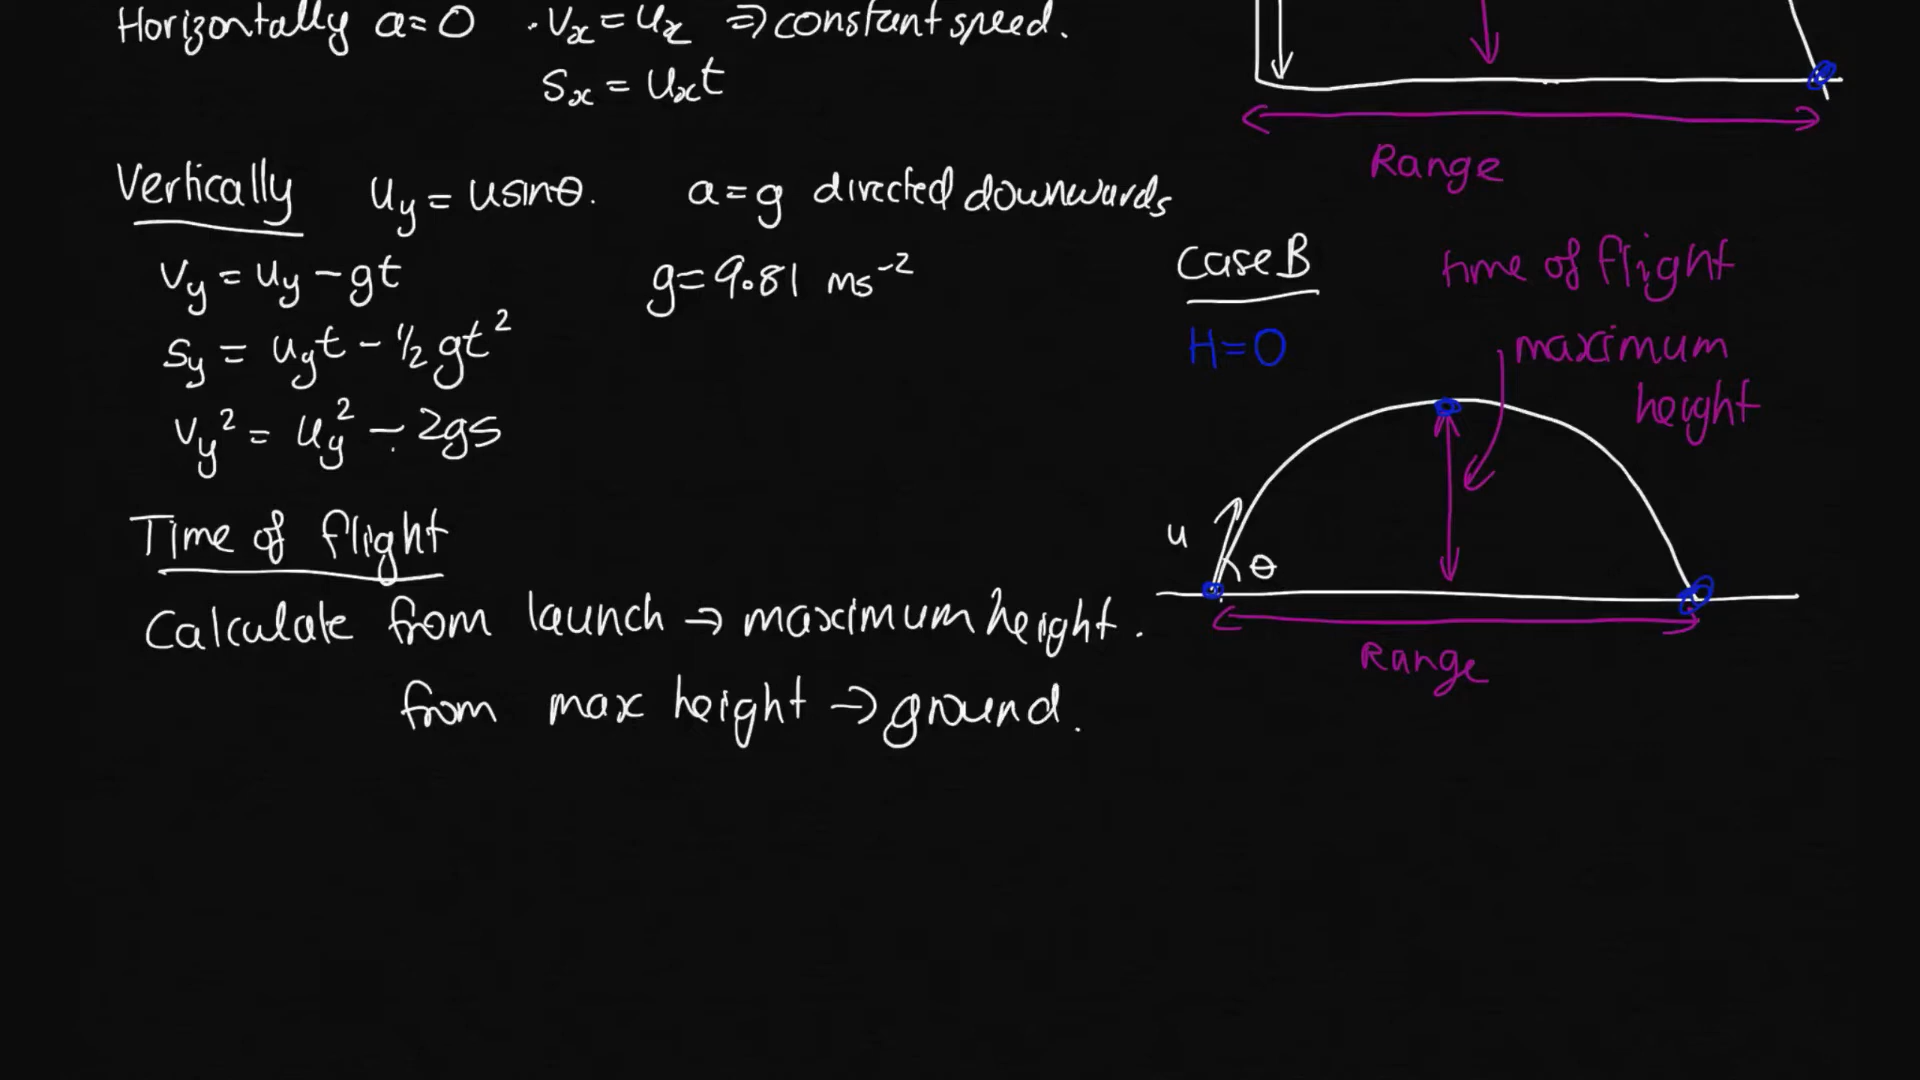 Horizontally a=0 . vx = ux ⇒ constant speed.
sx = uxt
Range
Vertically uy = usinθ. a=g directed downwards
vy = uy − gt g=9.81 ms⁻²
sy = uyt − ½ gt²
vy² = uy² − 2gs
Case B time of flight
H=0 maximum
height
u
θ
Range
Time of flight
Calculate from launch → maximum height.
from max height → ground.